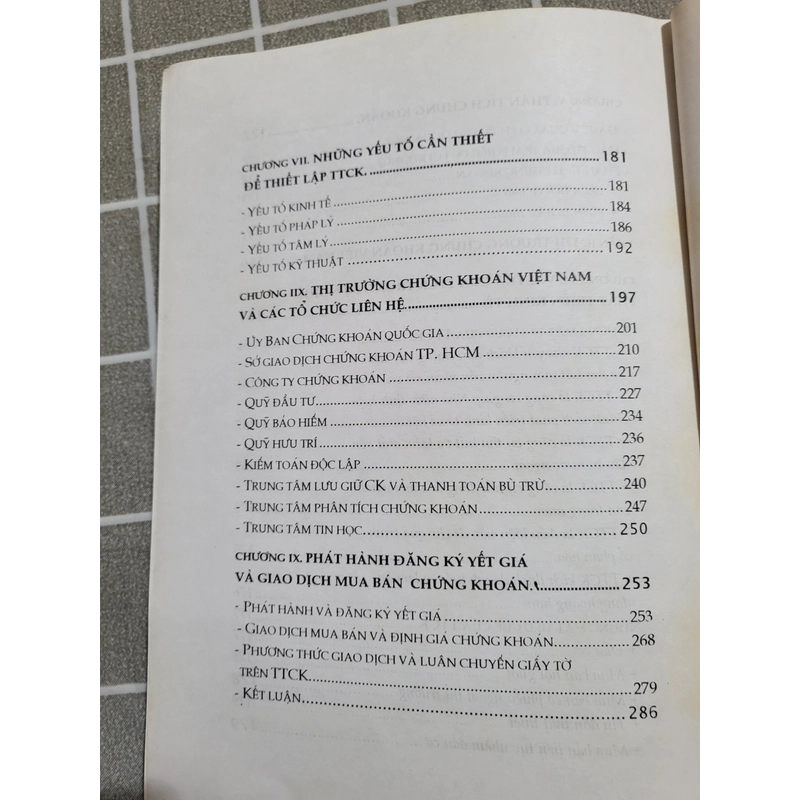 CHƯƠNG VII. NHỮNG YẾU TỐ CẦN THIẾT
ĐỂ THIẾT LẬP TTCK. 181
- YẾU TỐ KINH TẾ 181
- YẾU TỐ PHÁP LÝ 184
- YẾU TỐ TÂM LÝ 186
- YẾU TỐ KỸ THUẬT 192
CHƯƠNG IIX. THỊ TRƯỜNG CHỨNG KHOÁN VIỆT NAM
VÀ CÁC TỔ CHỨC LIÊN HỆ 197
- ỦY BAN CHỨNG KHOÁN QUỐC GIA 201
- SỞ GIAO DỊCH CHỨNG KHOÁN TP. HCM 210
- CÔNG TY CHỨNG KHOÁN 217
- QUỸ ĐẦU TƯ 227
- QUỸ BẢO HIỂM 234
- QUỸ HƯU TRÍ 236
- KIỂM TOÁN ĐỘC LẬP 237
- TRUNG TÂM LƯU GIỮ CK VÀ THANH TOÁN BÙ TRỪ 240
- TRUNG TÂM PHÂN TÍCH CHỨNG KHOÁN 247
- TRUNG TÂM TIN HỌC 250
CHƯƠNG IX. PHÁT HÀNH ĐĂNG KÝ YẾT GIÁ
VÀ GIAO DỊCH MUA BÁN CHỨNG KHOÁN 253
- PHÁT HÀNH VÀ ĐĂNG KÝ YẾT GIÁ 253
- GIAO DỊCH MUA BÁN VÀ ĐỊNH GIÁ CHỨNG KHOÁN 268
- PHƯƠNG THỨC GIAO DỊCH VÀ LUÂN CHUYỂN GIẤY TỜ
TRÊN TTCK 279
- KẾT LUẬN 286